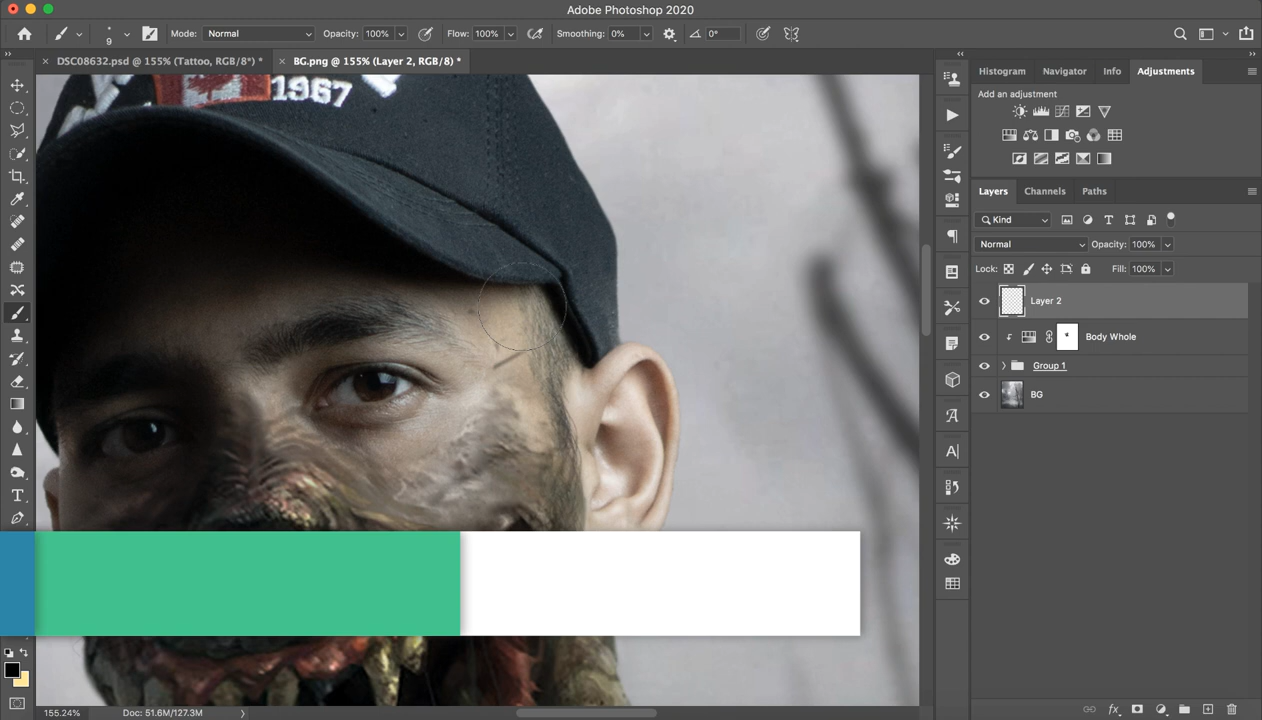 Adobe Photoshop 2020
9
Mode: Normal
Opacity: 100%
Flow: 100%
Smoothing: 0%
0°
DSC08632.psd @ 155% (Tattoo, RGB/8*) *
BG.png @ 155% (Layer 2, RGB/8) *
Histogram
Navigator
Info
Adjustments
Add an adjustment
1967
Layers
Channels
Paths
Kind
Normal
Opacity: 100%
Lock:
Fill: 100%
Layer 2
Body Whole
Group 1
BG
155.24%
Doc: 51.6M/127.3M